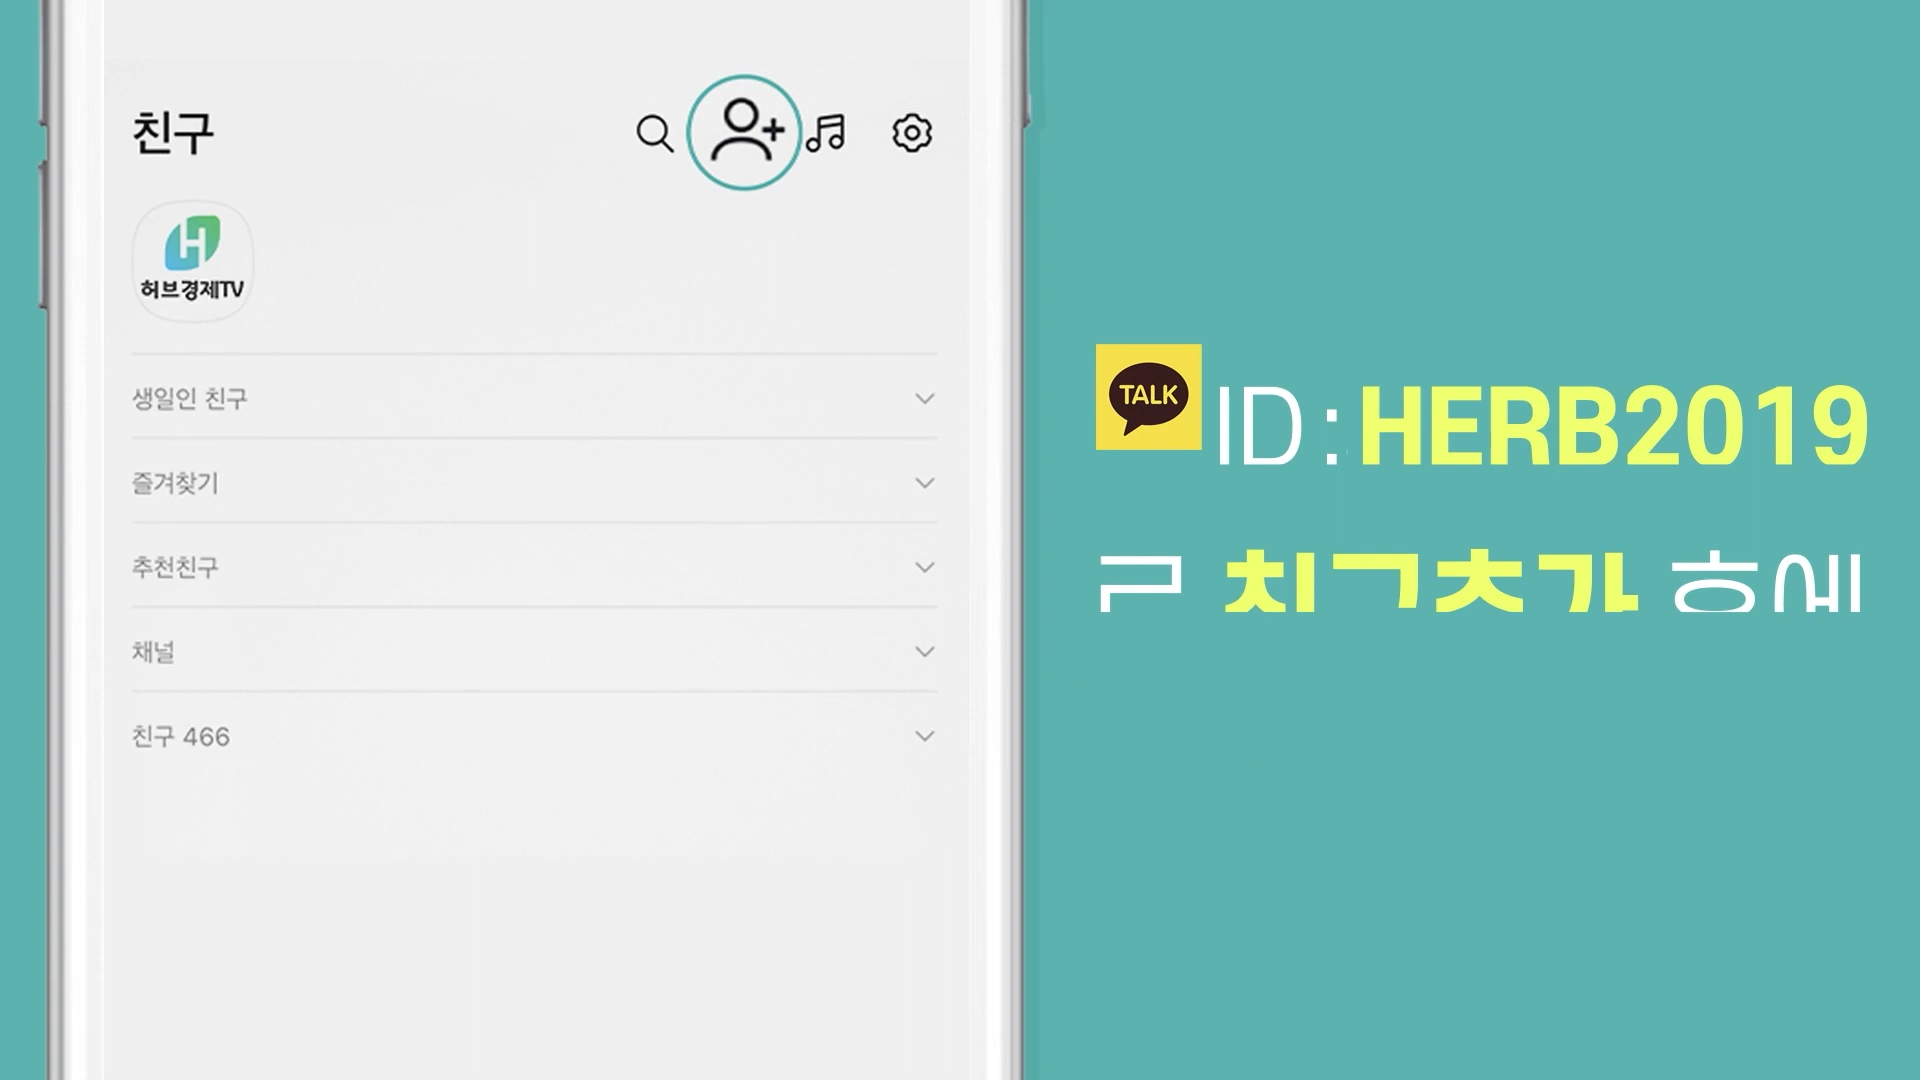 친구
허브경제TV
생일인 친구
즐겨찾기
추천친구
채널
친구 466
TALK
ID : HERB2019